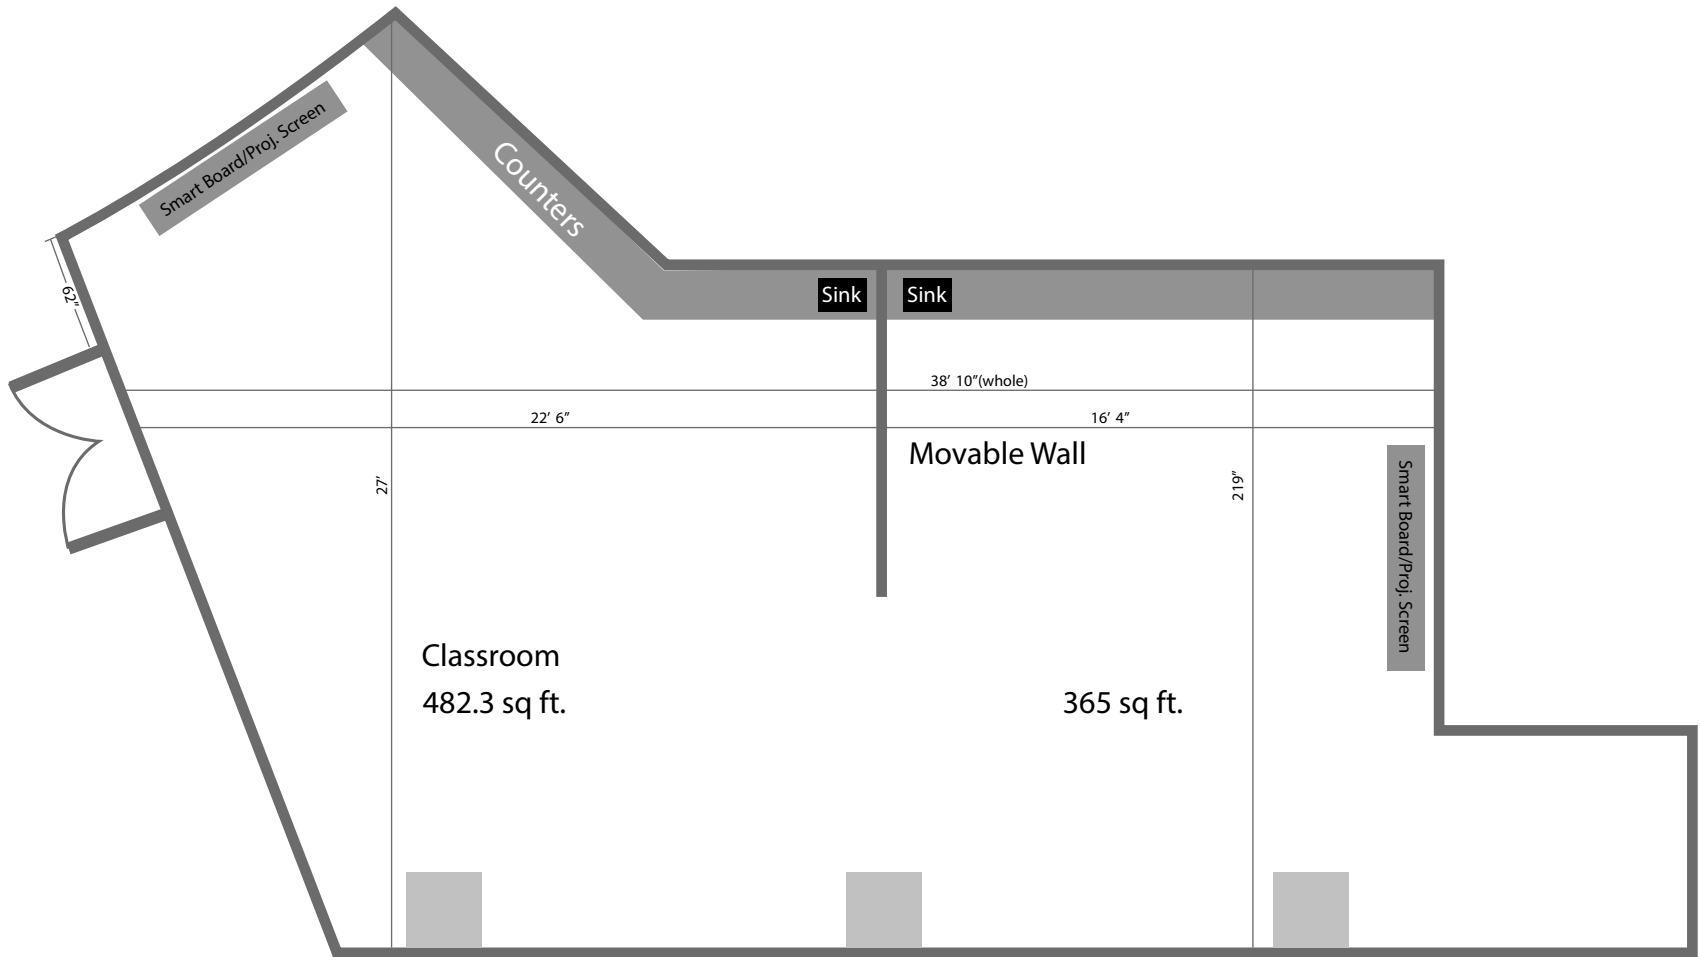 Smart Board/Proj. Screen
Counters
62”
Sink
Sink
38’ 10”(whole)
22’ 6”
16’ 4”
Movable Wall
27’
219”
Smart Board/Proj. Screen
Classroom
482.3 sq ft.
365 sq ft.